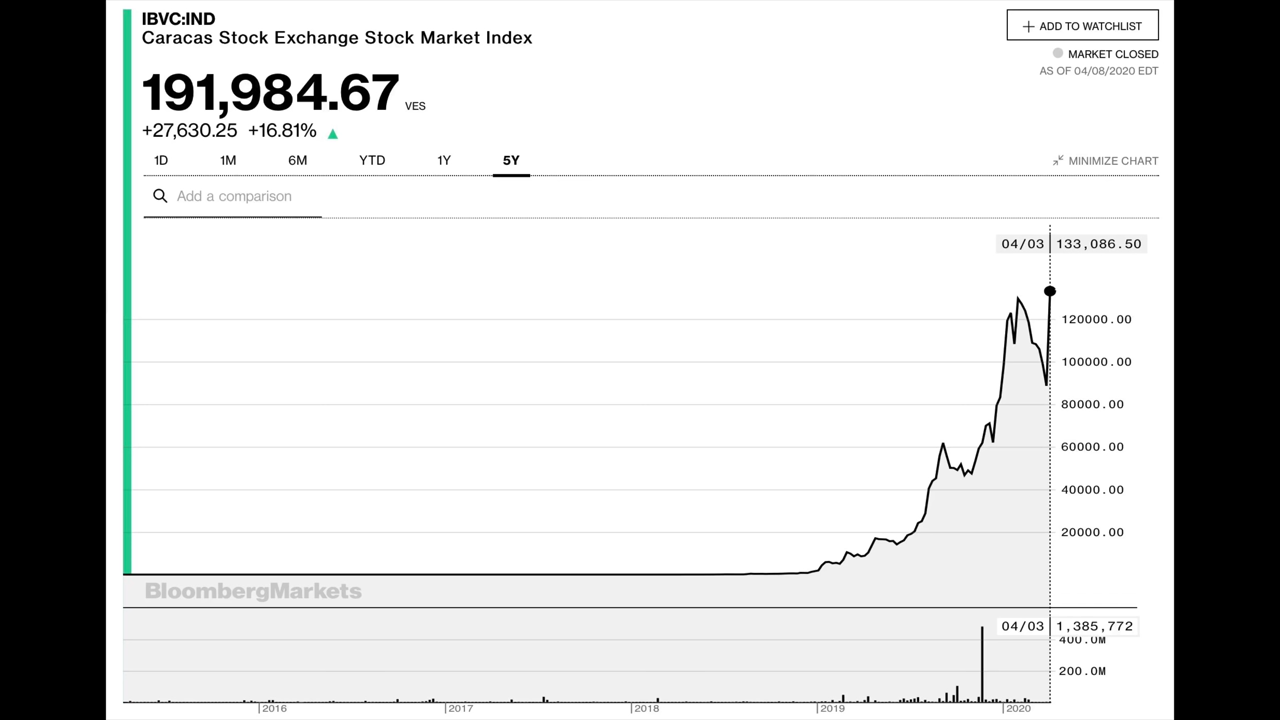 IBVC:IND
Caracas Stock Exchange Stock Market Index
+ ADD TO WATCHLIST
MARKET CLOSED
AS OF 04/08/2020 EDT
191,984.67 VES
+27,630.25 +16.81% ▲
1D 1M 6M YTD 1Y 5Y
MINIMIZE CHART
Add a comparison
04/03 133,086.50
120000.00
100000.00
80000.00
60000.00
40000.00
20000.00
BloombergMarkets
04/03 1,385,772
400.0M
200.0M
2016 2017 2018 2019 2020